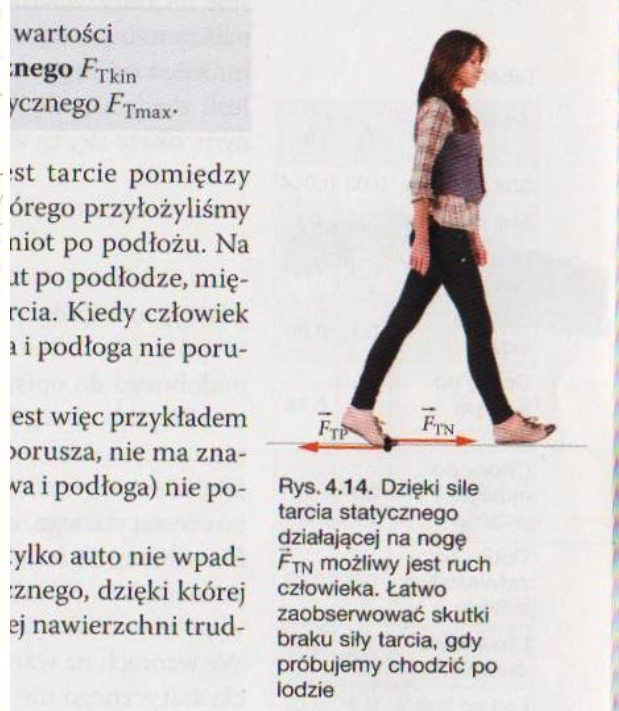 wartości
znego F_Tkin
ycznego F_Tmax.
st tarcie pomiędzy
órego przyłożyliśmy
miot po podłożu. Na
ut po podłodze, mię-
rcia. Kiedy człowiek
a i podłoga nie poru-
est więc przykładem
porusza, nie ma zna-
wa i podłoga) nie po-
tylko auto nie wpad-
cznego, dzięki której
ej nawierzchni trud-
F_TP F_TN
Rys. 4.14. Dzięki sile
tarcia statycznego
działającej na nogę
F_TN możliwy jest ruch
człowieka. Łatwo
zaobserwować skutki
braku siły tarcia, gdy
próbujemy chodzić po
lodzie